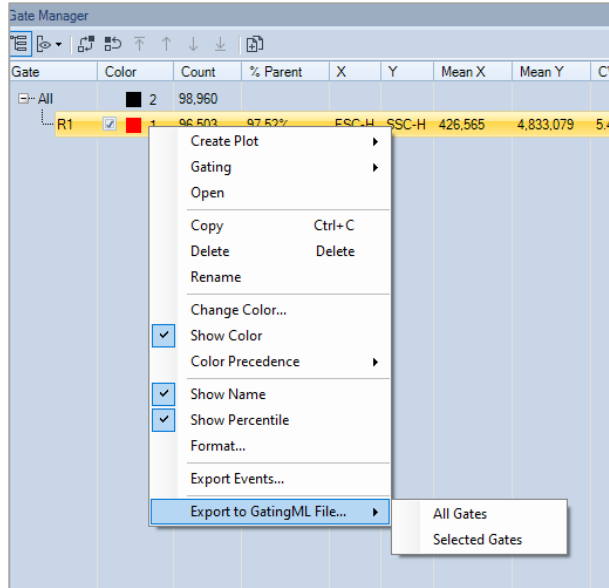 Gate Manager
Gate Color Count % Parent X Y Mean X Mean Y
All 2 98,960
R1 1 96,503 97.52% FSC-H SSC-H 426,565 4,833,079 5.4
Create Plot
Gating
Open
Copy Ctrl+C
Delete Delete
Rename
Change Color...
Show Color
Color Precedence
Show Name
Show Percentile
Format...
Export Events...
Export to GatingML File...
All Gates
Selected Gates